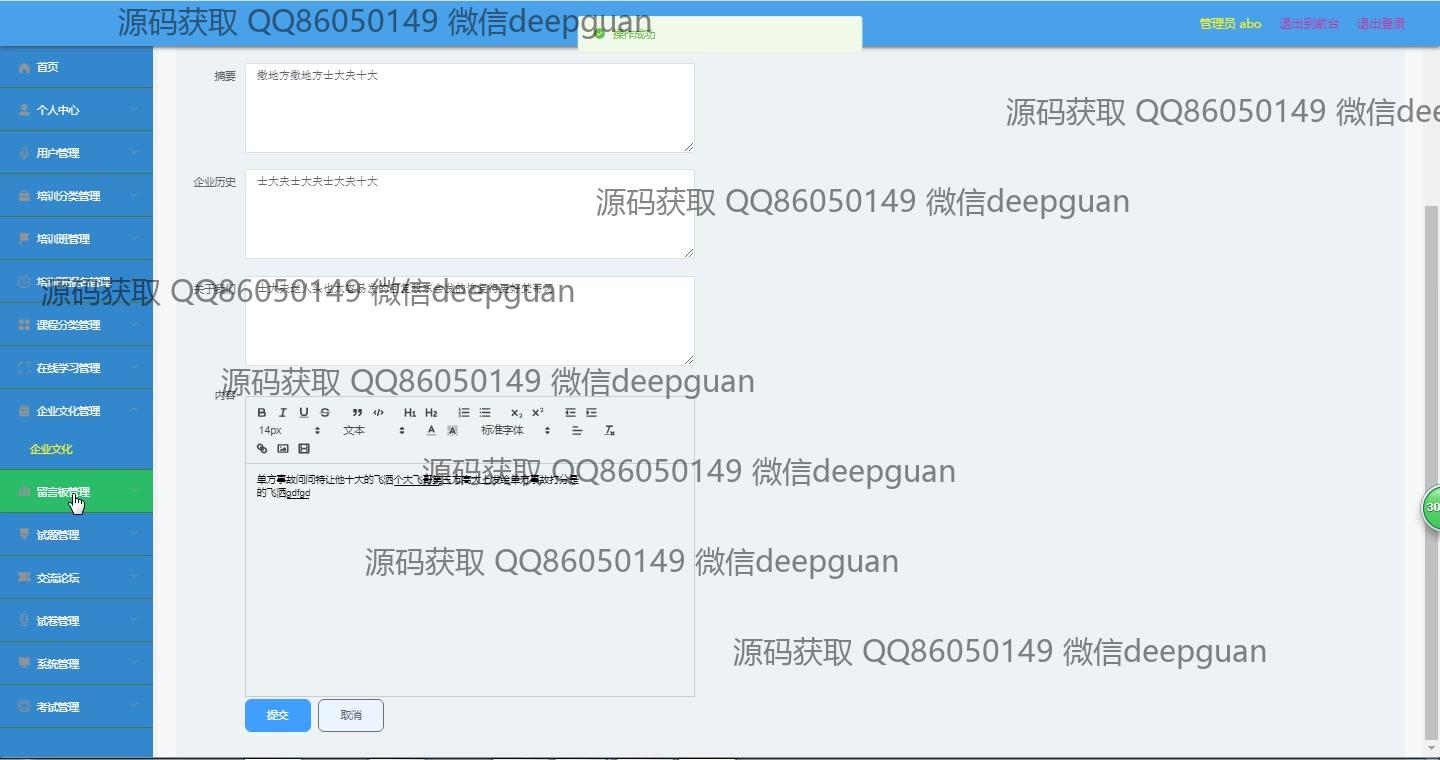 源码获取 QQ86050149 微信deepguan
操作成功
管理员 abo
退出到前台
退出登录
首页
个人中心
用户管理
培训分类管理
培训班管理
培训班报名管理
课程分类管理
在线学习管理
企业文化管理
企业文化
留言板管理
试题管理
交流论坛
试卷管理
系统管理
考试管理
摘要
撒地方撒地方士大夫十大
源码获取 QQ86050149 微信dee
企业历史
士大夫士大夫士大夫十大
源码获取 QQ86050149 微信deepguan
关于我们
源码获取 QQ86050149 微信deepguan
源码获取 QQ86050149 微信deepguan
内容
B I U S H1 H2 X2 X2
14px 文本 A A 标准字体 Tx
源码获取 QQ86050149 微信deepguan
单方事故问问特让他十大的飞洒个大飞
的飞洒gdfgd
30
源码获取 QQ86050149 微信deepguan
源码获取 QQ86050149 微信deepguan
提交
取消